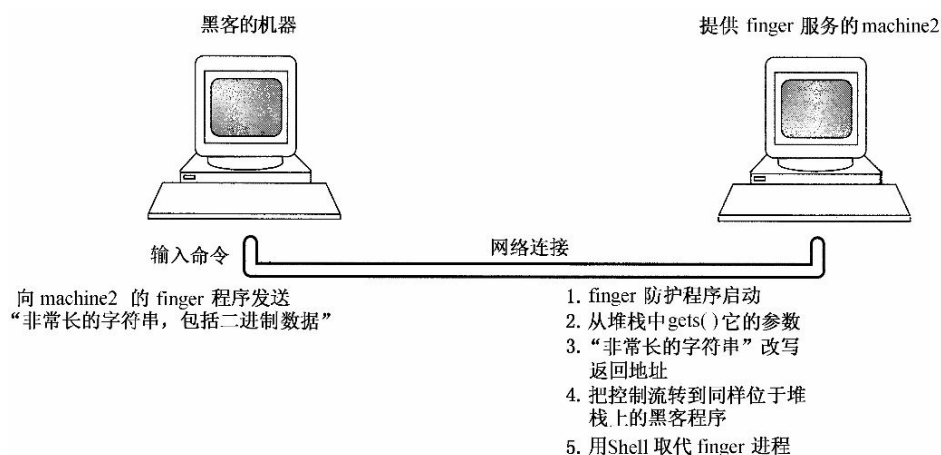 黑客的机器
提供 finger 服务的machine2
输入命令
网络连接
向 machine2 的 finger 程序发送
“非常长的字符串，包括二进制数据”
1. finger 防护程序启动
2. 从堆栈中gets()它的参数
3. “非常长的字符串”改写
返回地址
4. 把控制流转到同样位于堆
栈上的黑客程序
5. 用Shell 取代 finger 进程